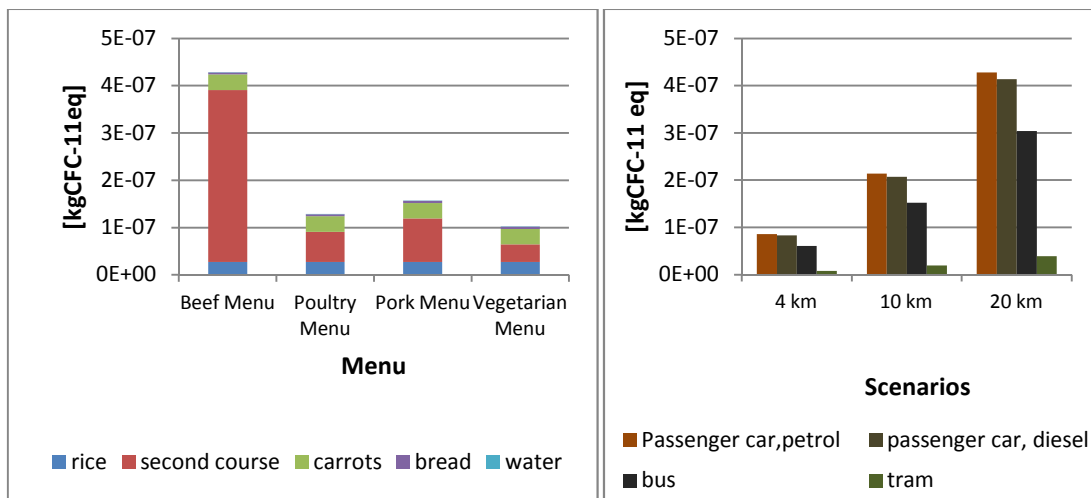 5E-07
4E-07
3E-07
2E-07
1E-07
0E+00
[kgCFC-11eq]
Beef Menu
Poultry Menu
Pork Menu
Vegetarian Menu
Menu
rice
second course
carrots
bread
water
5E-07
4E-07
3E-07
2E-07
1E-07
0E+00
[kgCFC-11 eq]
4 km
10 km
20 km
Scenarios
Passenger car,petrol
passenger car, diesel
bus
tram